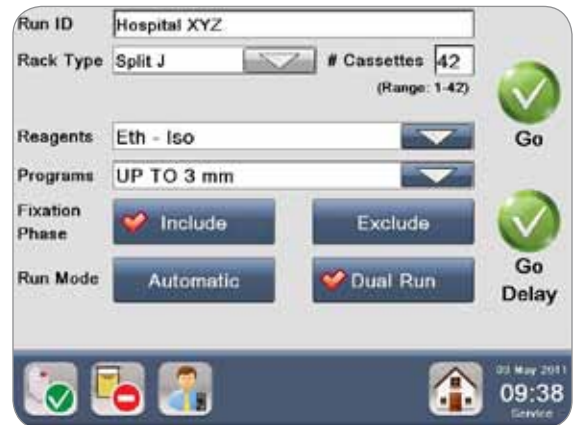 Run ID Hospital XYZ
Rack Type Split J # Cassettes 42
(Range: 1-42)
Reagents Eth - Iso
Go
Programs UP TO 3 mm
Fixation Phase Include Exclude
Run Mode Automatic Dual Run
Go Delay
03 May 2011
09:38
Service